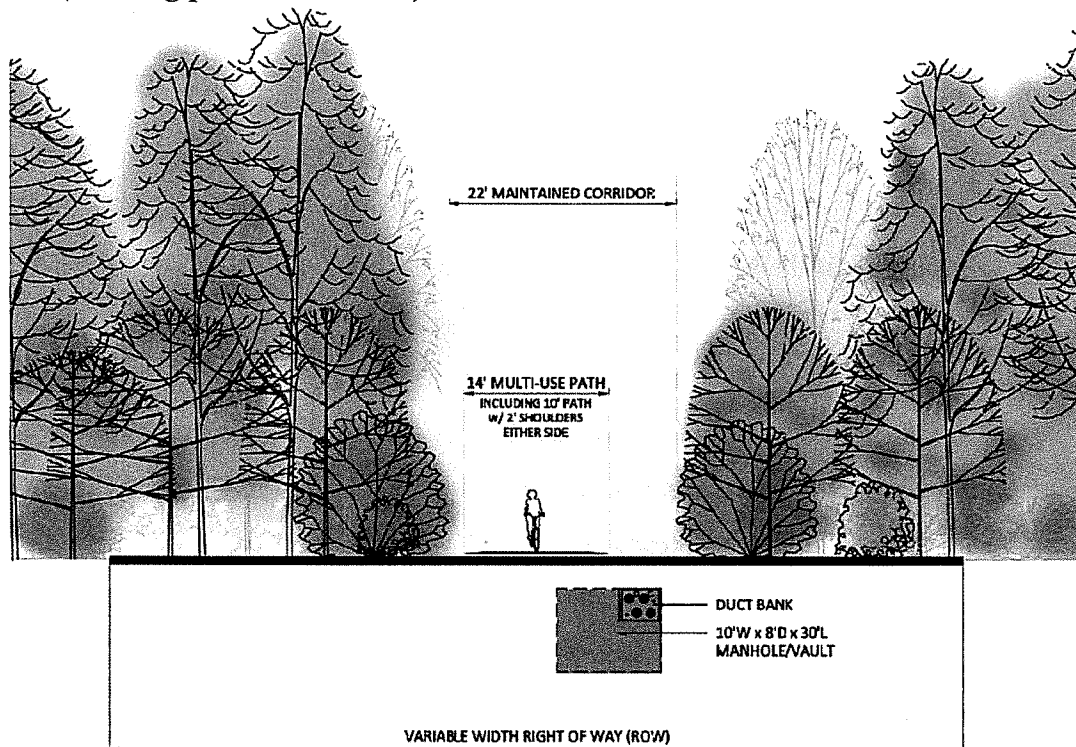 22' MAINTAINED CORRIDOR
14' MULTI-USE PATH
INCLUDING 10' PATH
w/ 2' SHOULDERS
EITHER SIDE
DUCT BANK
10'W x 8'D x 30'L
MANHOLE/VAULT
VARIABLE WIDTH RIGHT OF WAY (ROW)